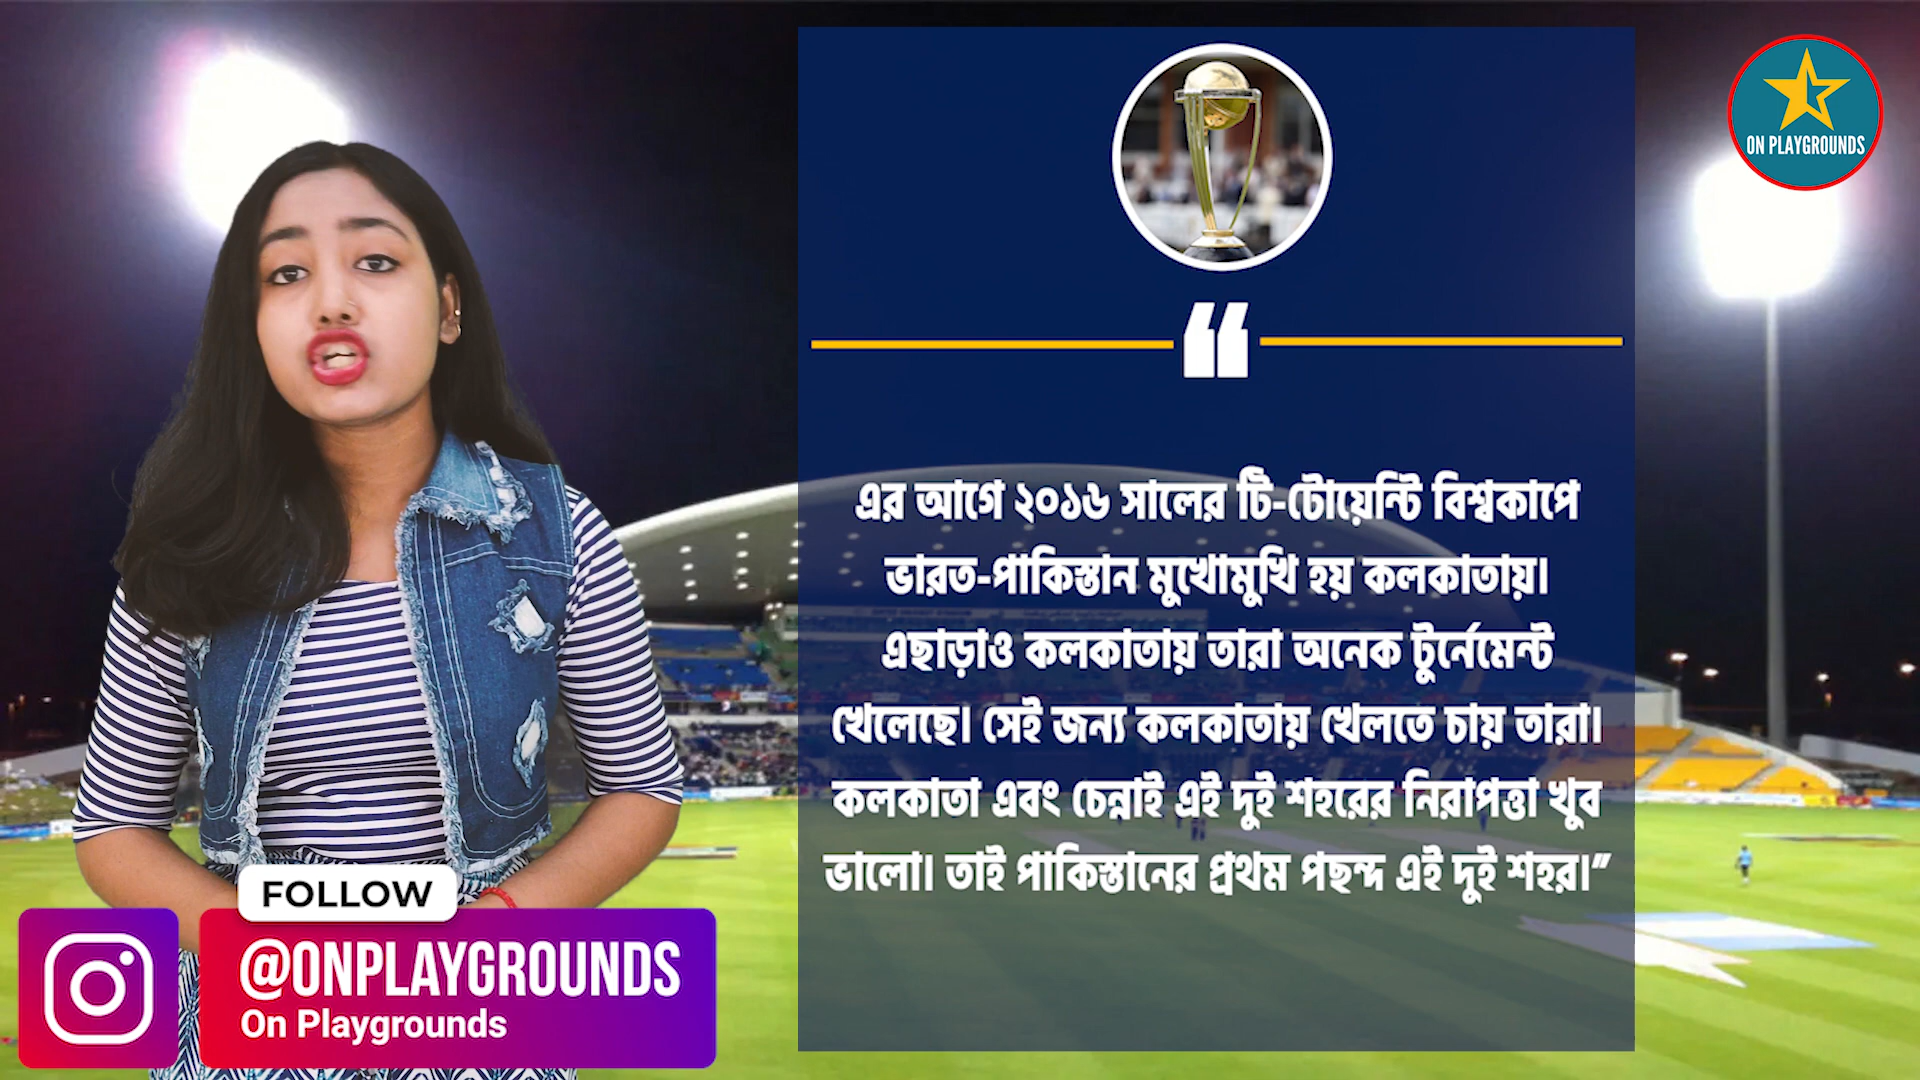 ON PLAYGROUNDS
“
এর আগে ২০১৬ সালের টি-টোয়েন্টি বিশ্বকাপে
ভারত-পাকিস্তান মুখোমুখি হয় কলকাতায়।
এছাড়াও কলকাতায় তারা অনেক টুর্নেমেন্ট
খেলেছে। সেই জন্য কলকাতায় খেলতে চায় তারা।
কলকাতা এবং চেন্নাই এই দুই শহরের নিরাপত্তা খুব
ভালো। তাই পাকিস্তানের প্রথম পছন্দ এই দুই শহর।”
FOLLOW
@ONPLAYGROUNDS
On Playgrounds